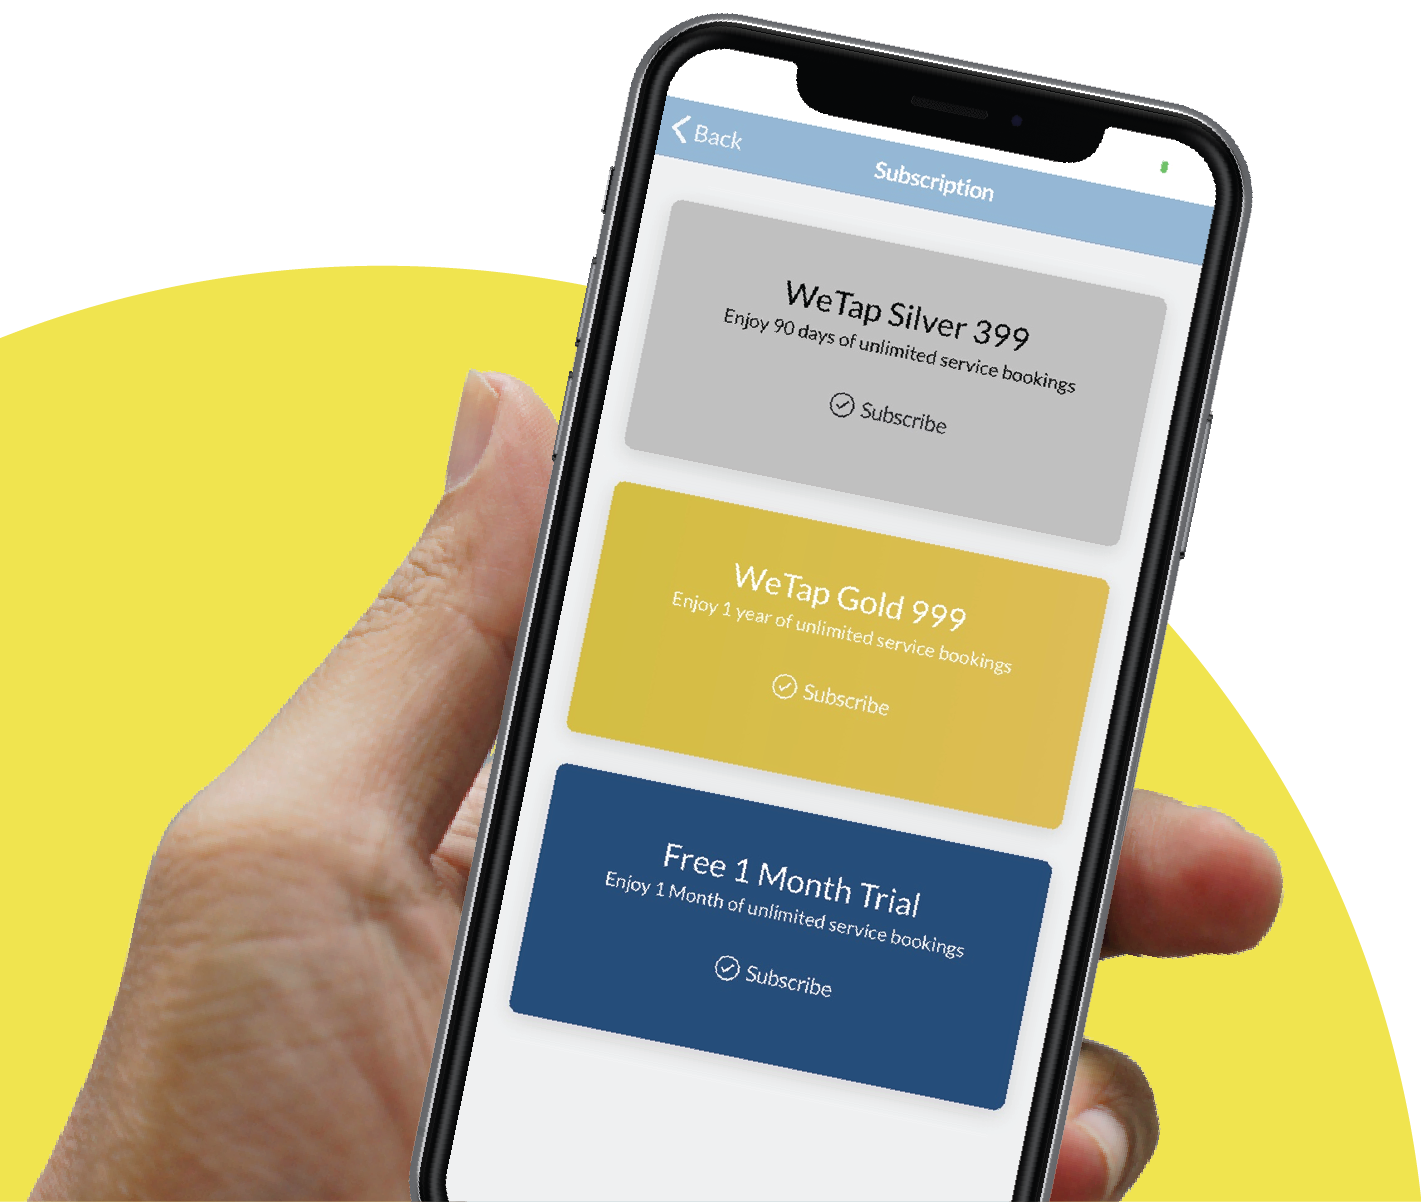 Back
Subscription
WeTap Silver 399
Enjoy 90 days of unlimited service bookings
Subscribe
WeTap Gold 999
Enjoy 1 year of unlimited service bookings
Subscribe
Free 1 Month Trial
Enjoy 1 Month of unlimited service bookings
Subscribe